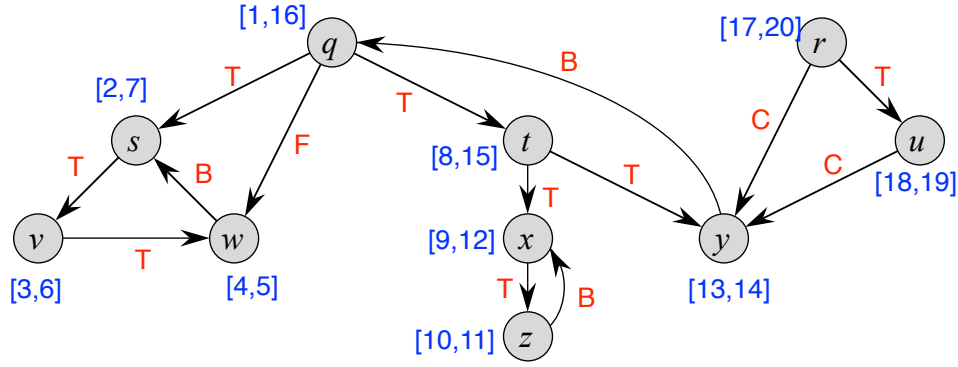 [1,16]
q
[17,20]
r
B
T
T
[2,7]
T
C
s
F
t
u
[8,15]
T
B
T
C
[18,19]
T
v
w
T
[9,12]
x
y
[3,6]
[4,5]
T
B
[13,14]
[10,11]
z